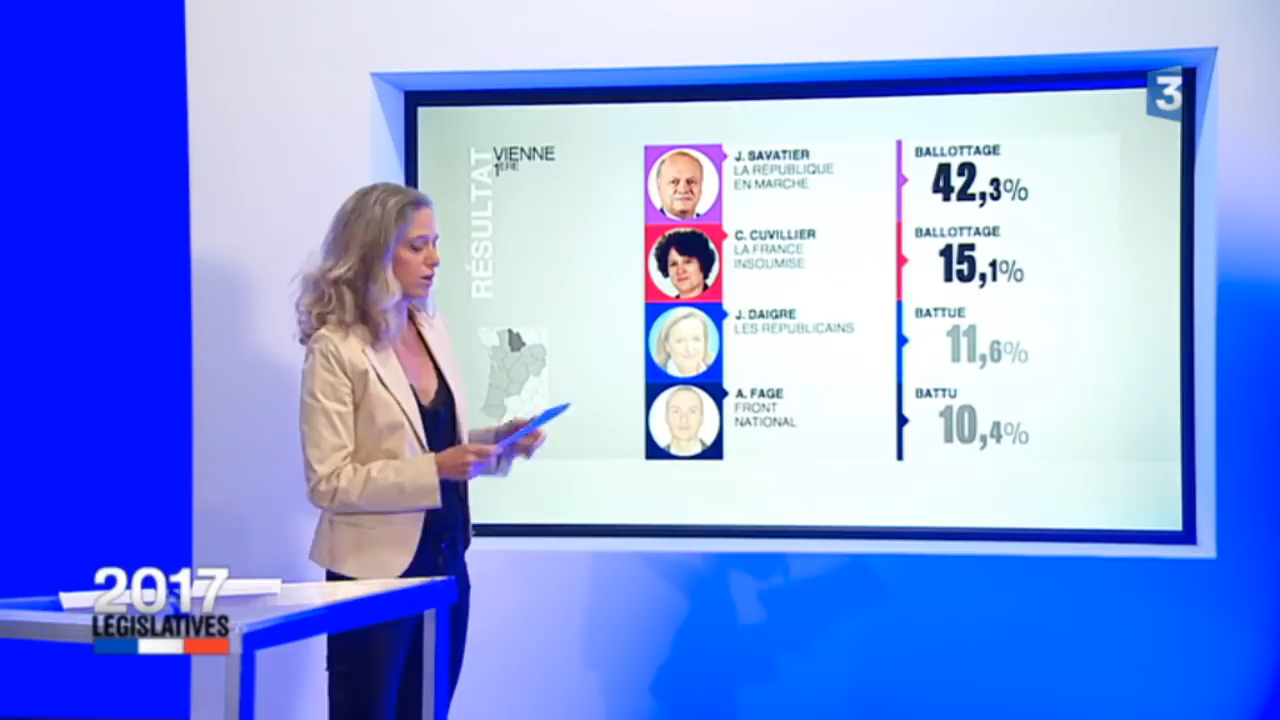 3
RÉSULTAT
VIENNE
1ÈRE
J. SAVATIER
LA RÉPUBLIQUE
EN MARCHE
BALLOTTAGE
42,3%
C. CUVILLIER
LA FRANCE
INSOUMISE
BALLOTTAGE
15,1%
J. DAIGRE
LES RÉPUBLICAINS
BATTUE
11,6%
A. FAGE
FRONT
NATIONAL
BATTU
10,4%
2017
LÉGISLATIVES